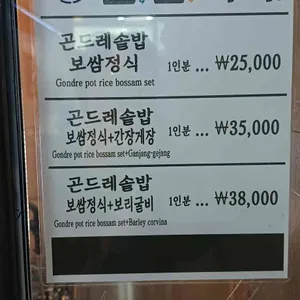 곤드레솥밥
보쌈정식 1인분 ... ₩25,000
Gondre pot rice bossam set
곤드레솥밥
보쌈정식+간장게장 1인분 ... ₩35,000
Gondre pot rice bossam set+Ganjang-gejang
곤드레솥밥
보쌈정식+보리굴비 1인분 ... ₩38,000
Gondre pot rice bossam set+Barley corvina